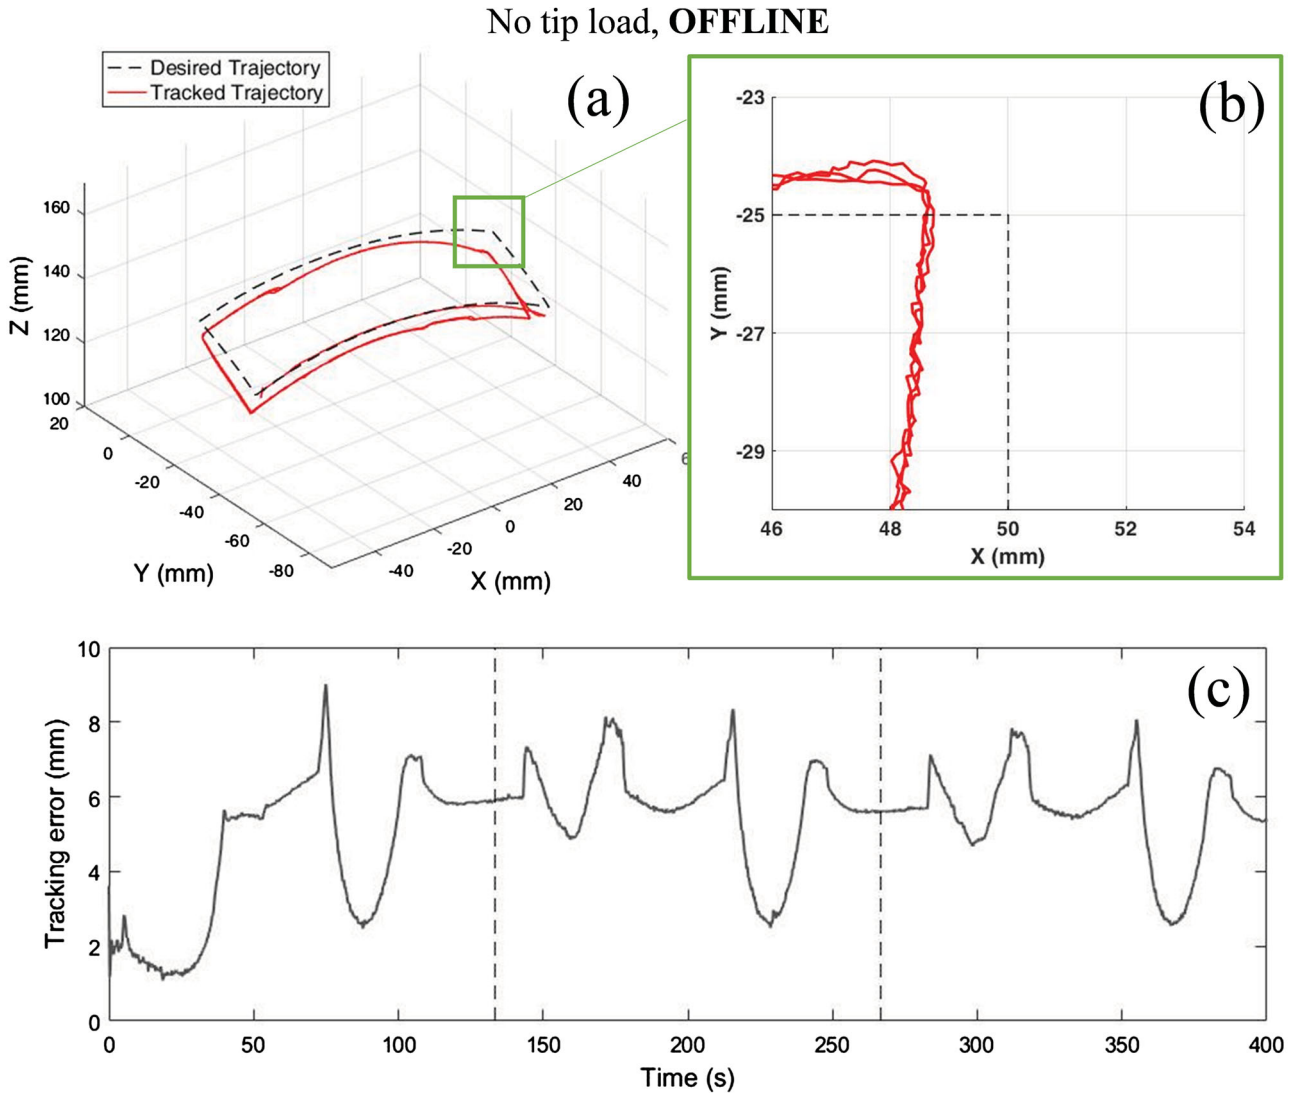 No tip load, OFFLINE
Desired Trajectory
Tracked Trajectory
(a)
160
140
120
100
Z (mm)
20
0
-20
-40
-60
-80
Y (mm)
-40
-20
0
20
40
6
X (mm)
(b)
-23
-25
-27
-29
Y (mm)
46 48 50 52 54
X (mm)
(c)
10
8
6
4
2
0
Tracking error (mm)
0 50 100 150 200 250 300 350 400
Time (s)